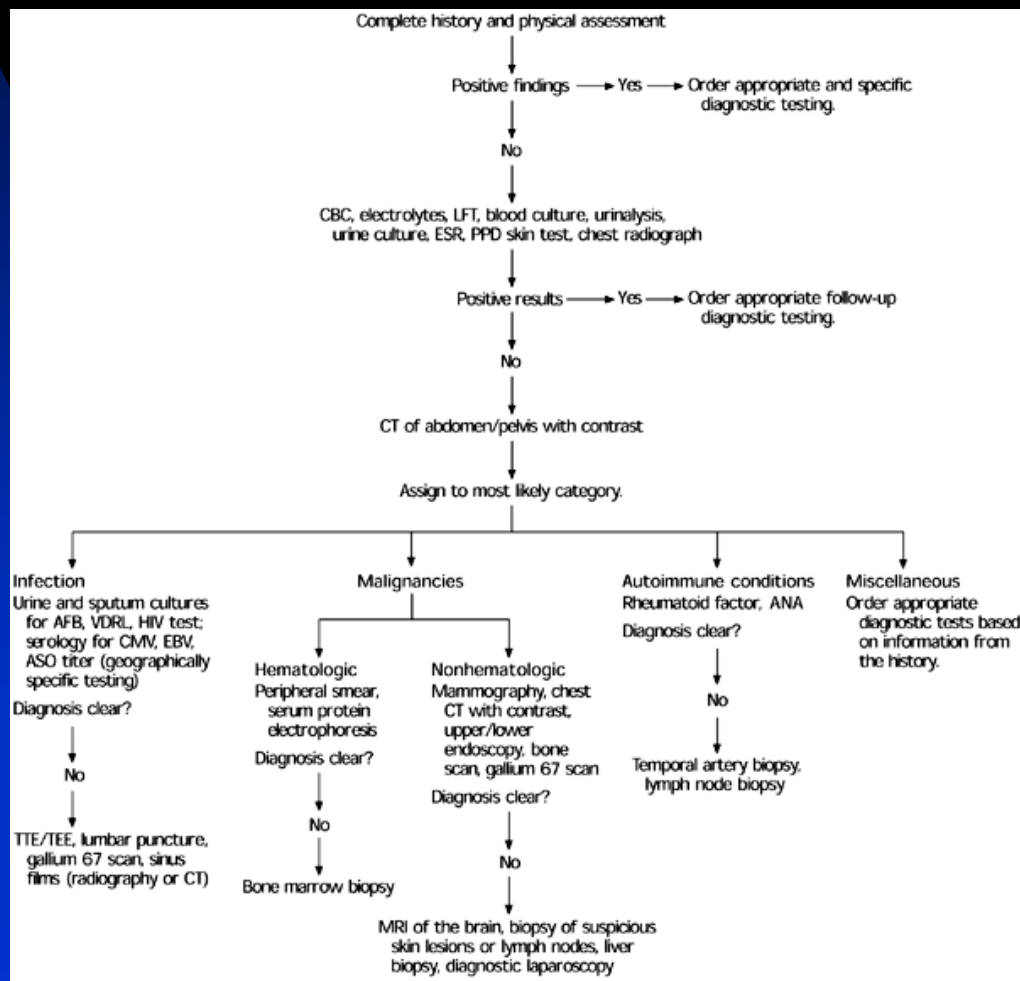 Complete history and physical assessment
Positive findings
Yes
Order appropriate and specific
diagnostic testing.
No
CBC, electrolytes, LFT, blood culture, urinalysis,
urine culture, ESR, PPD skin test, chest radiograph
Positive results
Yes
Order appropriate follow-up
diagnostic testing.
No
CT of abdomen/pelvis with contrast
Assign to most likely category.
Infection
Urine and sputum cultures
for AFB, VDRL, HIV test;
serology for CMV, EBV,
ASO titer (geographically
specific testing)
Diagnosis clear?
No
TTE/TEE, lumbar puncture,
gallium 67 scan, sinus
films (radiography or CT)
Malignancies
Hematologic
Peripheral smear,
serum protein
electrophoresis
Diagnosis clear?
No
Bone marrow biopsy
Nonhematologic
Mammography, chest
CT with contrast,
upper/lower
endoscopy, bone
scan, gallium 67 scan
Diagnosis clear?
No
MRI of the brain, biopsy of suspicious
skin lesions or lymph nodes, liver
biopsy, diagnostic laparoscopy
Autoimmune conditions
Rheumatoid factor, ANA
Diagnosis clear?
No
Temporal artery biopsy,
lymph node biopsy
Miscellaneous
Order appropriate
diagnostic tests based
on information from
the history.